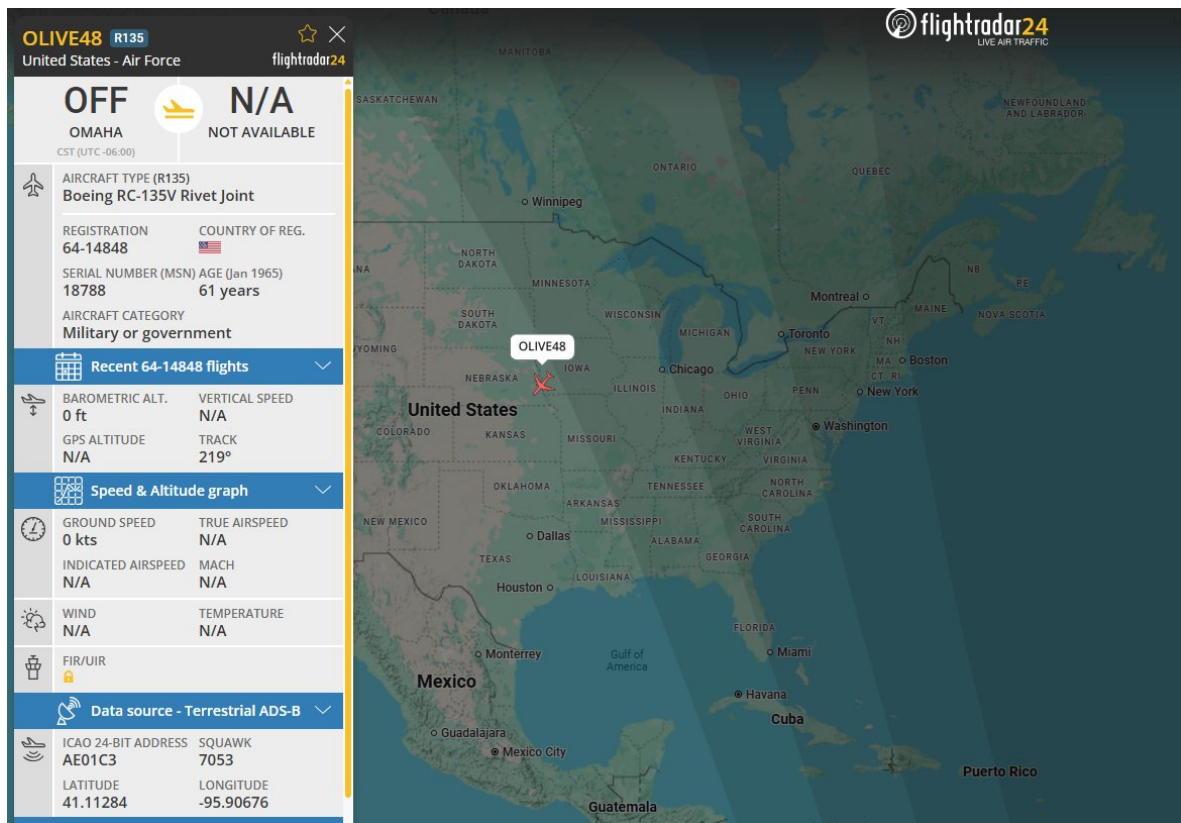 OLIVE48 R135
United States - Air Force
flightradar24
OFF
OMAHA
CST (UTC -06:00)
N/A
NOT AVAILABLE
AIRCRAFT TYPE (R135)
Boeing RC-135V Rivet Joint
REGISTRATION COUNTRY OF REG.
64-14848
SERIAL NUMBER (MSN) AGE (Jan 1965)
18788 61 years
AIRCRAFT CATEGORY
Military or government
Recent 64-14848 flights
BAROMETRIC ALT. VERTICAL SPEED
0 ft N/A
GPS ALTITUDE TRACK
N/A 219°
Speed & Altitude graph
GROUND SPEED TRUE AIRSPEED
0 kts N/A
INDICATED AIRSPEED MACH
N/A N/A
WIND TEMPERATURE
N/A N/A
FIR/UIR
Data source - Terrestrial ADS-B
ICAO 24-BIT ADDRESS SQUAWK
AE01C3 7053
LATITUDE LONGITUDE
41.11284 -95.90676
flightradar24
LIVE AIR TRAFFIC
Canada
MANITOBA
SASKATCHEWAN
NEWFOUNDLAND
AND LABRADOR
ONTARIO
QUEBEC
Winnipeg
NORTH
DAKOTA
MINNESOTA
NB
PE
Montreal
MAINE
NOVA SCOTIA
SOUTH
DAKOTA
WISCONSIN
MICHIGAN
Toronto
VT
NH
NEW YORK
YOMING
OLIVE48
IOWA
Chicago
MA
Boston
CT RI
NEBRASKA
ILLINOIS
OHIO
PENN
New York
United States
INDIANA
COLORADO
KANSAS
MISSOURI
WEST
VIRGINIA
Washington
KENTUCKY
VIRGINIA
OKLAHOMA
TENNESSEE
NORTH
CAROLINA
ARKANSAS
NEW MEXICO
MISSISSIPPI
SOUTH
CAROLINA
Dallas
ALABAMA
TEXAS
GEORGIA
Houston
LOUISIANA
FLORIDA
Monterrey
Gulf of
America
Miami
Mexico
Havana
Cuba
Guadalajara
Mexico City
Puerto Rico
Guatemala